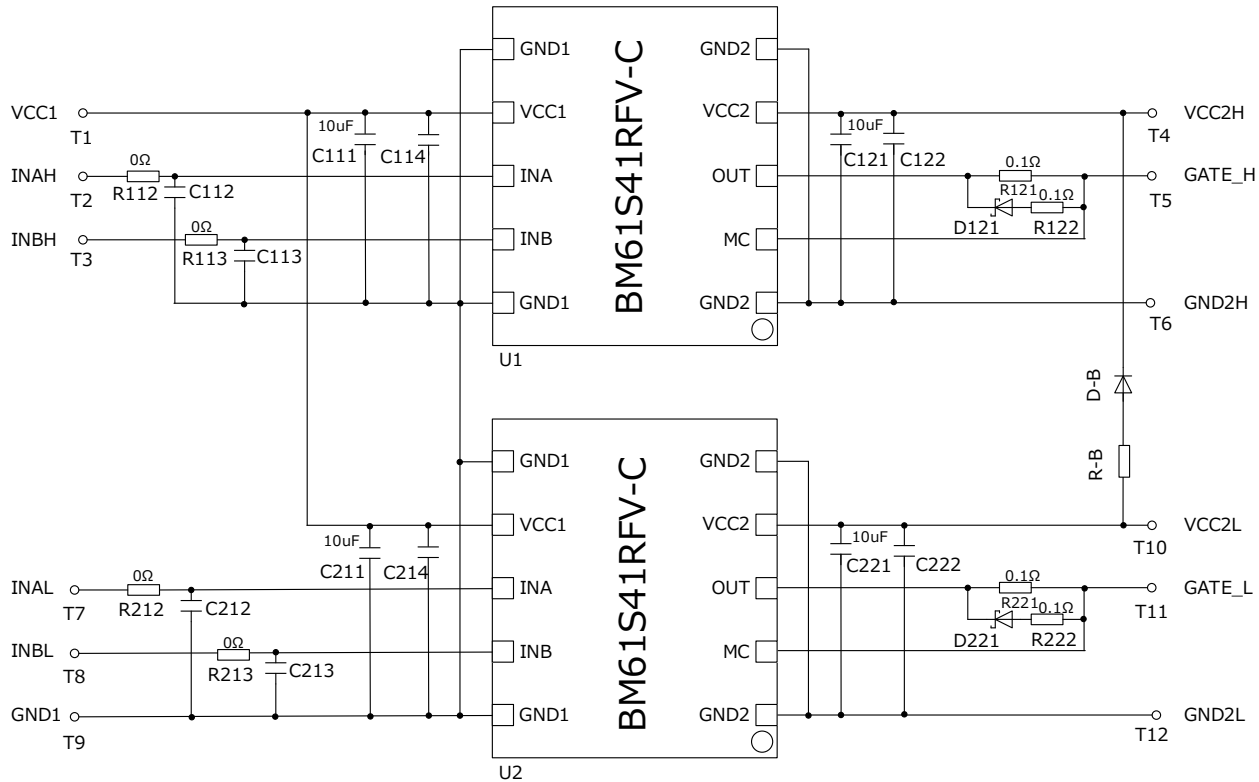 BM61S41RFV-C
GND1
GND2
VCC1
VCC1
VCC2
VCC2H
T1
10uF
C111
C114
10uF
C121
C122
T4
INAH
0Ω
INA
OUT
0.1Ω
GATE_H
T2
R112
C112
R121
0.1Ω
T5
D121
R122
INBH
0Ω
INB
MC
T3
R113
C113
GND1
GND2
GND2H
T6
U1
D-B
R-B
BM61S41RFV-C
GND1
GND2
VCC1
VCC2
VCC2L
10uF
C211
C214
10uF
C221
C222
T10
INAL
0Ω
INA
OUT
0.1Ω
GATE_L
T7
R212
C212
R221
0.1Ω
T11
D221
R222
INBL
0Ω
INB
MC
T8
R213
C213
GND1
GND1
GND2
GND2L
T9
T12
U2